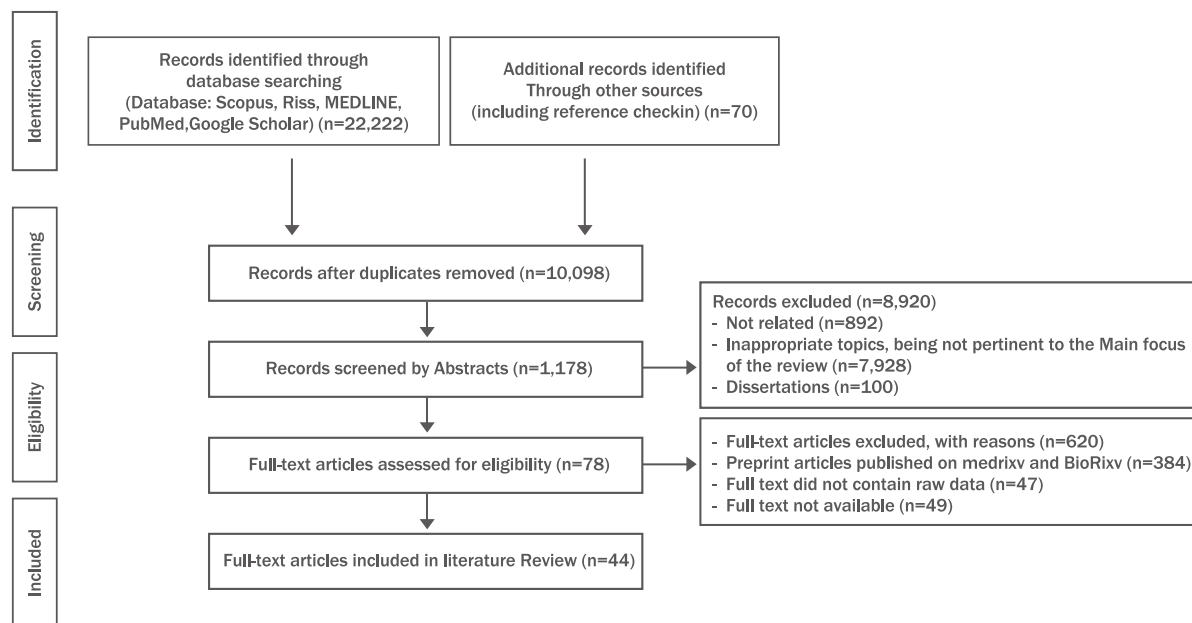 Identification
Records identified through
database searching
(Database: Scopus, Riss, MEDLINE,
PubMed,Google Scholar) (n=22,222)
Additional records identified
Through other sources
(including reference checkin) (n=70)
Screening
Records after duplicates removed (n=10,098)
Records excluded (n=8,920)
- Not related (n=892)
- Inappropriate topics, being not pertinent to the Main focus
of the review (n=7,928)
- Dissertations (n=100)
Eligibility
Records screened by Abstracts (n=1,178)
Full-text articles assessed for eligibility (n=78)
- Full-text articles excluded, with reasons (n=620)
- Preprint articles published on medrixv and BioRixv (n=384)
- Full text did not contain raw data (n=47)
- Full text not available (n=49)
Included
Full-text articles included in literature Review (n=44)